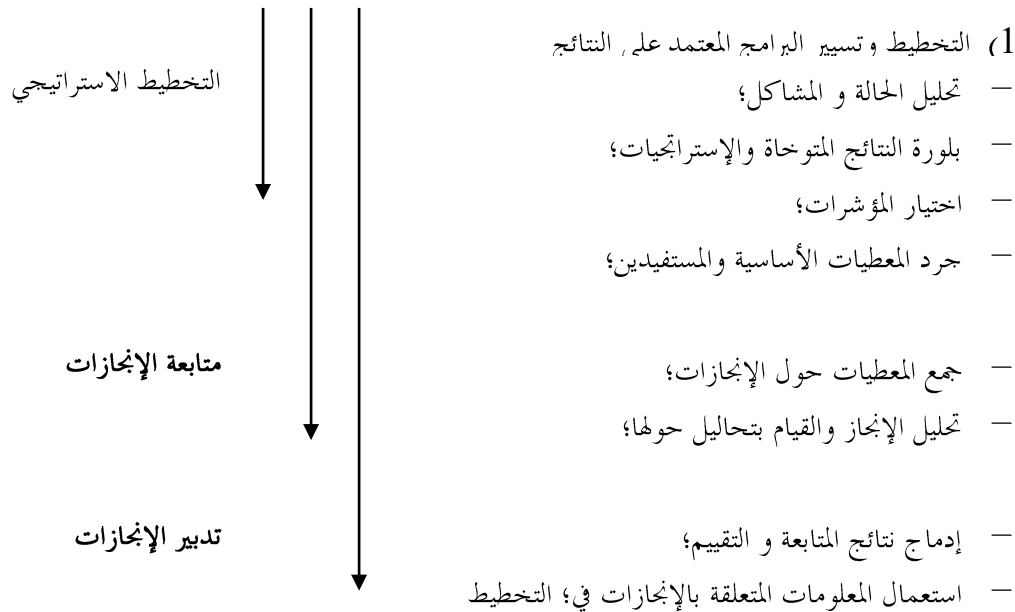 1) التخطيط و تسيير البرامج المعتمد على النتائج
التخطيط الاستراتيجي
– تحليل الحالة و المشاكل؛
– بلورة النتائج المتوخاة والإستراتجيات؛
– اختيار المؤشرات؛
– جرد المعطيات الأساسية والمستفيدين؛
متابعة الإنجازات
– جمع المعطيات حول الإنجازات؛
– تحليل الإنجاز والقيام بتحاليل حولها؛
تدبير الإنجازات
– إدماج نتائج المتابعة و التقييم؛
– استعمال المعلومات المتعلقة بالإنجازات في؛ التخطيط